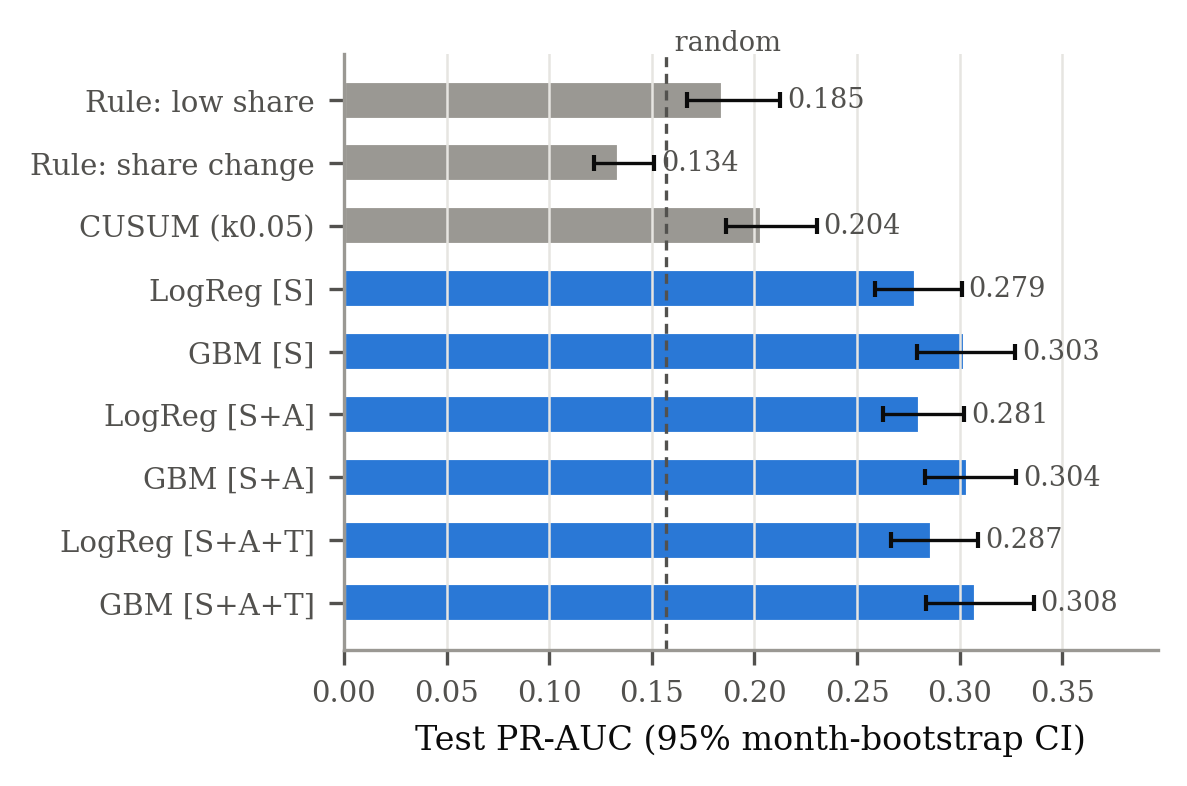 random
Rule: low share 0.185
Rule: share change 0.134
CUSUM (k0.05) 0.204
LogReg [S] 0.279
GBM [S] 0.303
LogReg [S+A] 0.281
GBM [S+A] 0.304
LogReg [S+A+T] 0.287
GBM [S+A+T] 0.308
0.00 0.05 0.10 0.15 0.20 0.25 0.30 0.35
Test PR-AUC (95% month-bootstrap CI)